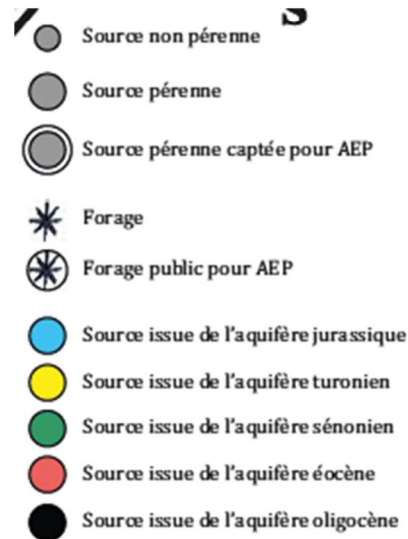 s
Source non pérenne
Source pérenne
Source pérenne captée pour AEP
Forage
Forage public pour AEP
Source issue de l'aquifère jurassique
Source issue de l'aquifère turonien
Source issue de l'aquifère sénonien
Source issue de l'aquifère éocène
Source issue de l'aquifère oligocène